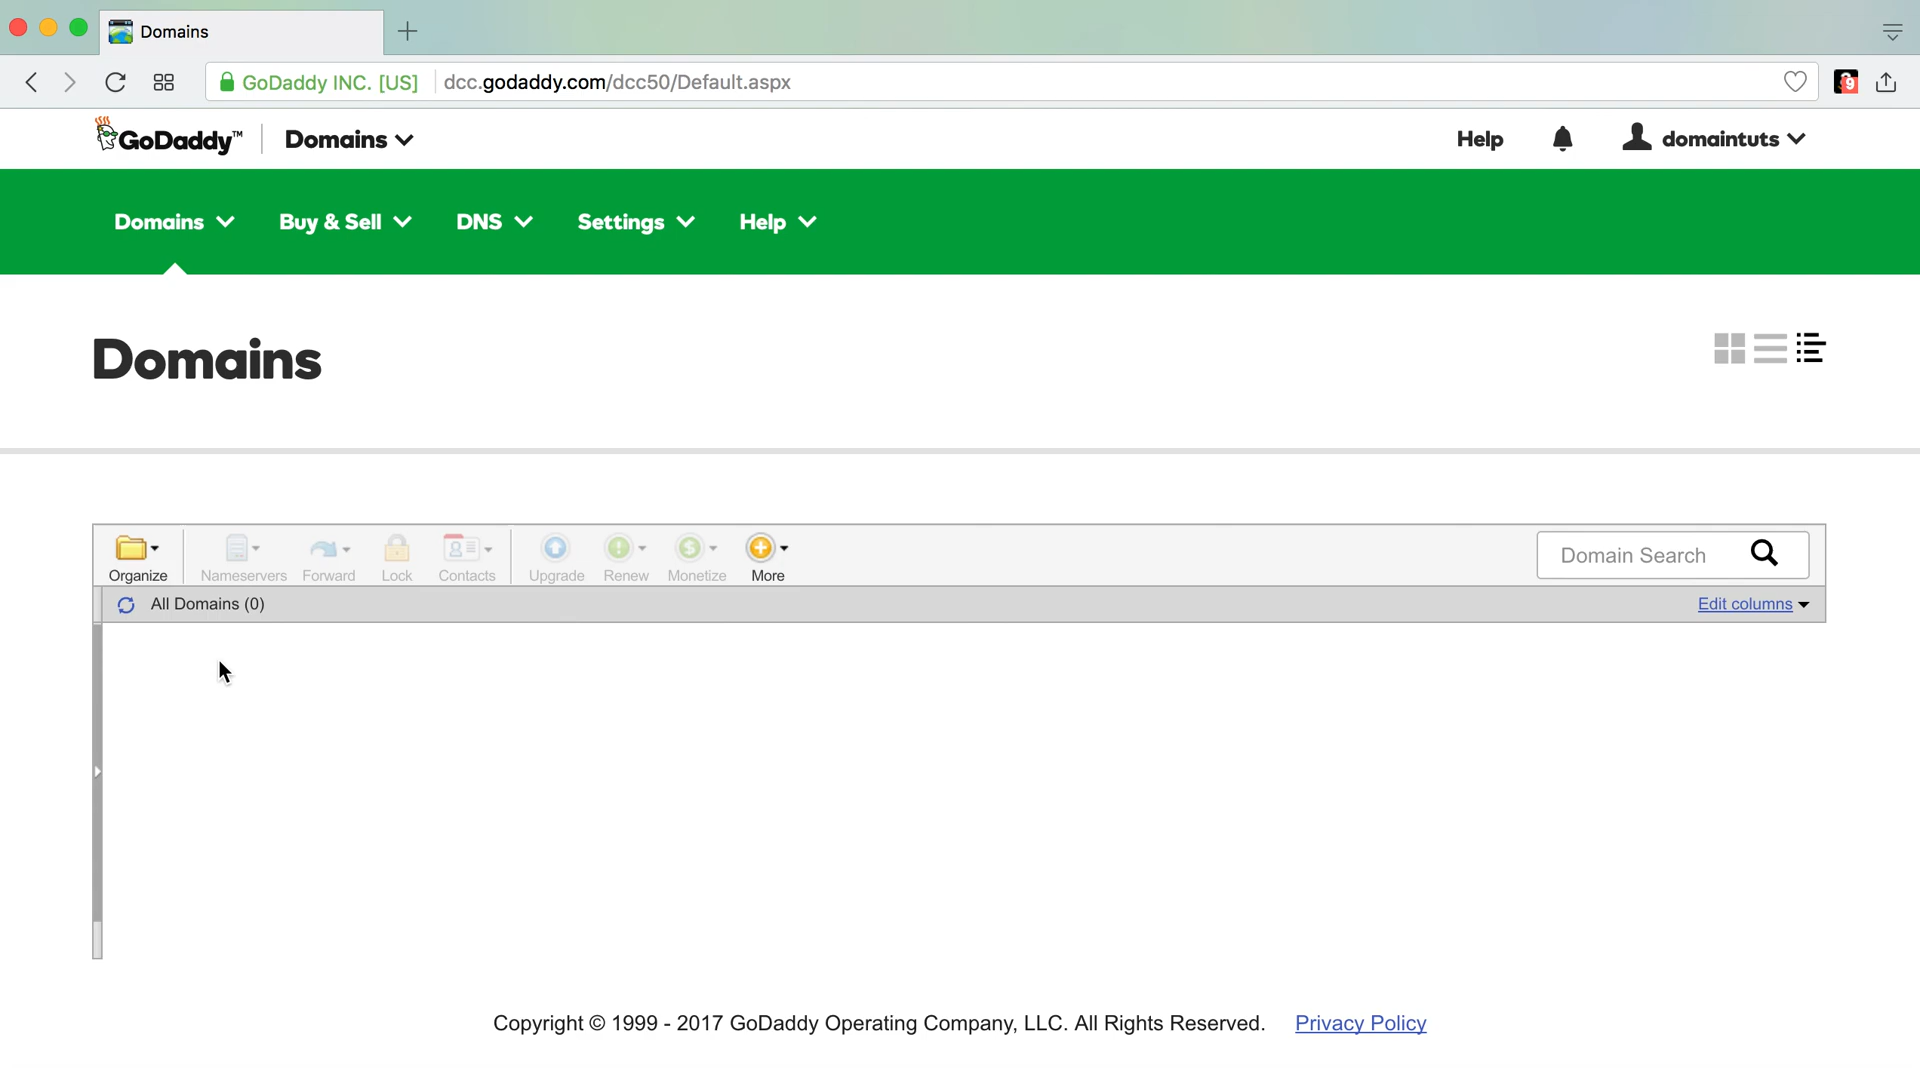 Domains
GoDaddy INC. [US] dcc.godaddy.com/dcc50/Default.aspx 9
GoDaddy™ Domains Help domaintuts
Domains Buy & Sell DNS Settings Help
Domains
Organize Nameservers Forward Lock Contacts Upgrade Renew Monetize More Domain Search
All Domains (0) Edit columns
Copyright © 1999 - 2017 GoDaddy Operating Company, LLC. All Rights Reserved. Privacy Policy